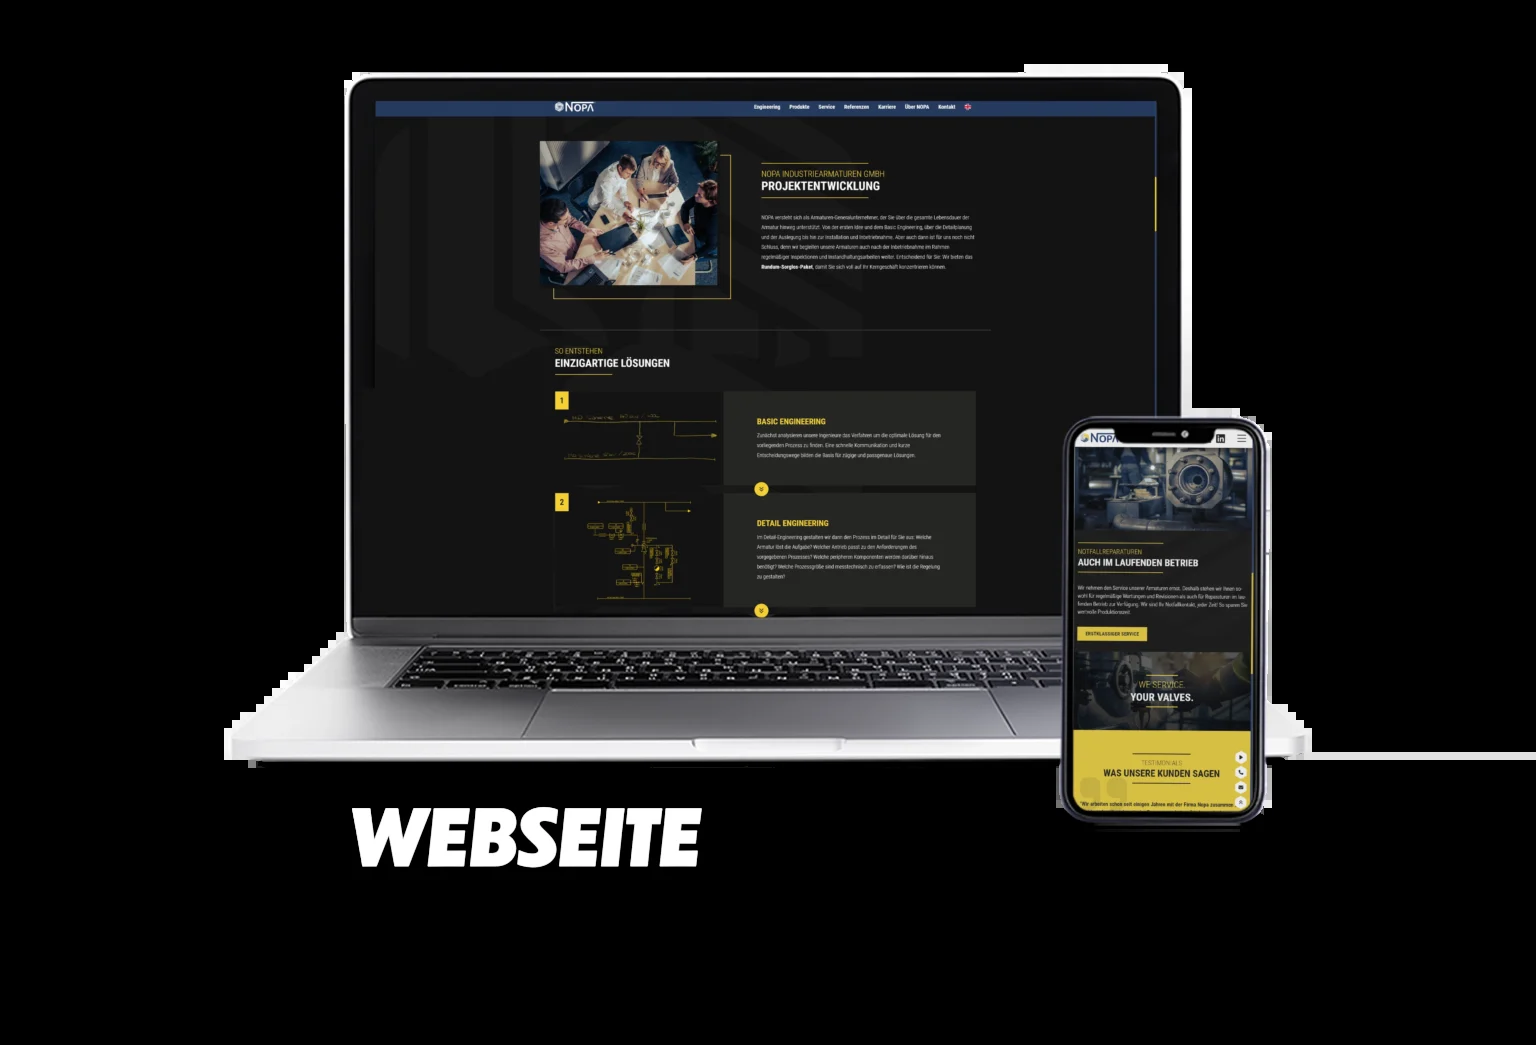 NOPA
Engineering Produkte Service Referenzen Karriere Über NOPA Kontakt
NOPA INDUSTRIEARMATUREN GMBH
PROJEKTENTWICKLUNG
NOPA versteht sich als Armaturen-Generalunternehmer, der Sie über die gesamte Lebensdauer der
Armatur hinweg unterstützt. Von der ersten Idee und dem Basic Engineering, über die Detailplanung
und der Auslegung bis hin zur Installation und Inbetriebnahme. Aber auch dann ist für uns noch nicht
Schluss, denn wir begleiten unsere Armaturen auch nach der Inbetriebnahme im Rahmen
regelmäßiger Inspektionen und Instandhaltungsarbeiten weiter. Entscheidend für Sie: Wir bieten das
Rundum-Sorglos-Paket, damit Sie sich voll auf Ihr Kerngeschäft konzentrieren können.
SO ENTSTEHEN
EINZIGARTIGE LÖSUNGEN
1
BASIC ENGINEERING
Zunächst analysieren unsere Ingenieure das Verfahren um die optimale Lösung für den
vorliegenden Prozess zu finden. Eine schnelle Kommunikation und kurze
Entscheidungswege bilden die Basis für zügige und passgenaue Lösungen.
2
DETAIL ENGINEERING
Im Detail-Engineering gestalten wir dann den Prozess im Detail für Sie aus: Welche
Armatur löst die Aufgabe? Welcher Antrieb passt zu den Anforderungen des
vorgegebenen Prozesses? Welche peripheren Komponenten werden darüber hinaus
benötigt? Welche Prozessgröße sind messtechnisch zu erfassen? Wie ist die Regelung
zu gestalten?
NOPA
in
NOTFALLREPARATUREN
AUCH IM LAUFENDEN BETRIEB
Wir nehmen den Service unserer Armaturen ernst. Deshalb stehen wir Ihnen so-
wohl für regelmäßige Wartungen und Revisionen als auch für Reparaturen im lau-
fenden Betrieb zur Verfügung. Wir sind Ihr Notfallkontakt, jeder Zeit! So sparen Sie
wertvolle Produktionszeit.
ERSTKLASSIGER SERVICE
WE SERVICE.
YOUR VALVES.
TESTIMONIALS
WAS UNSERE KUNDEN SAGEN
"Wir arbeiten schon seit einigen Jahren mit der Firma Nopa zusammen
WEBSEITE